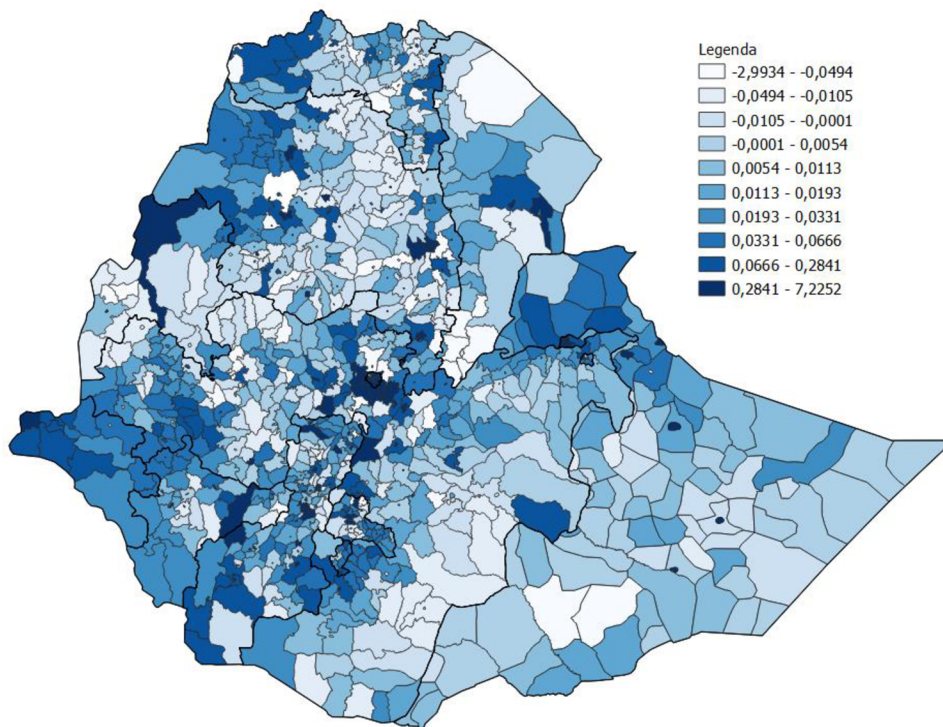 Legenda
-2,9934 - -0,0494
-0,0494 - -0,0105
-0,0105 - -0,0001
-0,0001 - 0,0054
0,0054 - 0,0113
0,0113 - 0,0193
0,0193 - 0,0331
0,0331 - 0,0666
0,0666 - 0,2841
0,2841 - 7,2252